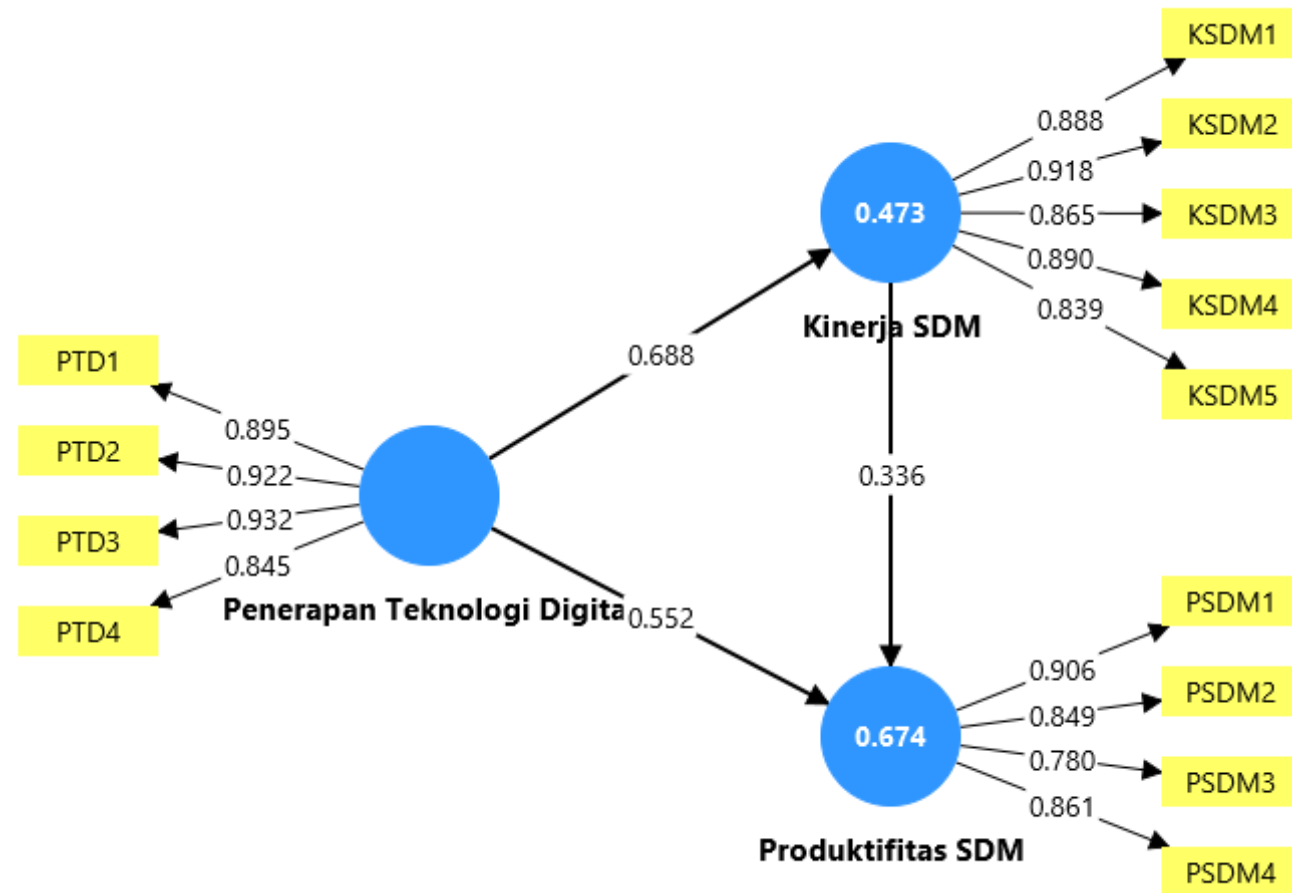 KSDM1
0.888
KSDM2
0.918
0.473
0.865
KSDM3
0.890
KSDM4
0.839
Kinerja SDM
KSDM5
PTD1
0.688
0.895
PTD2
0.922
0.336
0.932
PTD3
0.845
PTD4
Penerapan Teknologi Digita
0.552
PSDM1
0.906
PSDM2
0.849
0.674
0.780
PSDM3
0.861
Produktifitas SDM
PSDM4